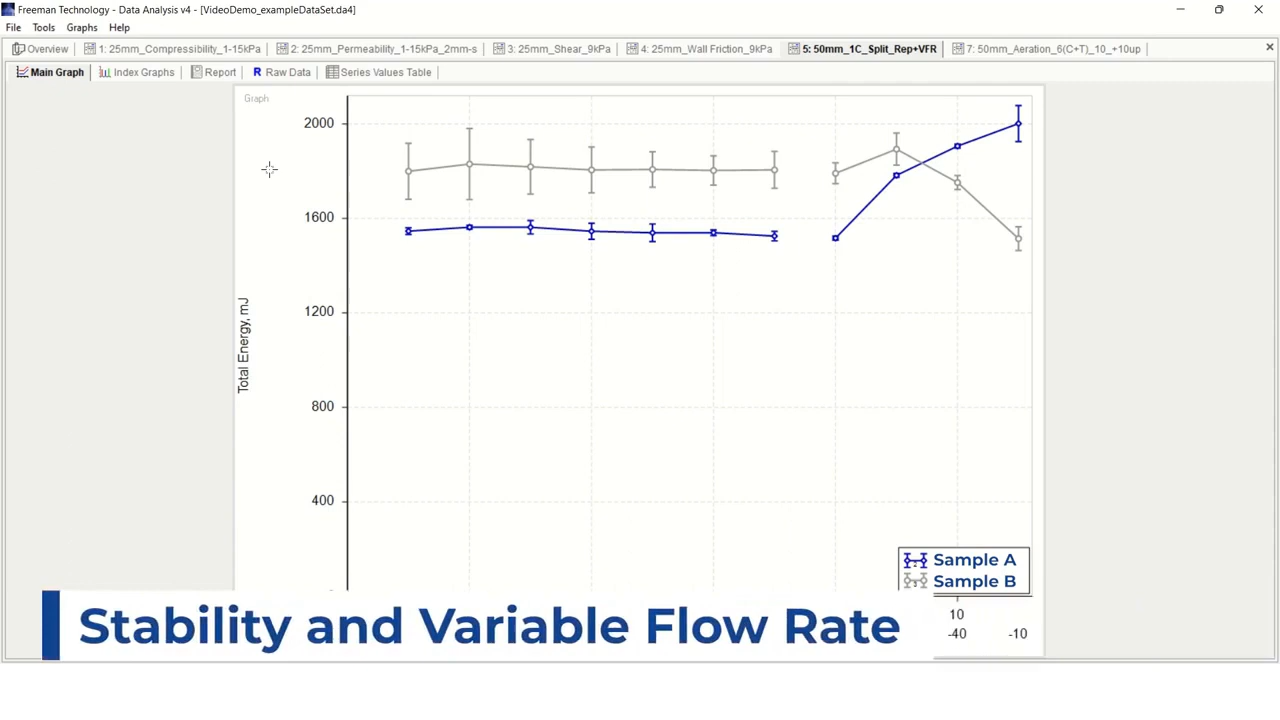 Freeman Technology - Data Analysis v4 - [VideoDemo_exampleDataSet.da4]
File Tools Graphs Help
Overview 1: 25mm_Compressibility_1-15kPa 2: 25mm_Permeability_1-15kPa_2mm-s 3: 25mm_Shear_9kPa 4: 25mm_Wall Friction_9kPa 5: 50mm_1C_Split_Rep+VFR 7: 50mm_Aeration_6(C+T)_10_+10up
Main Graph Index Graphs Report R Raw Data Series Values Table
Graph
2000
1600
1200
800
400
Total Energy, mJ
Sample A
Sample B
10
-40 -10
Stability and Variable Flow Rate